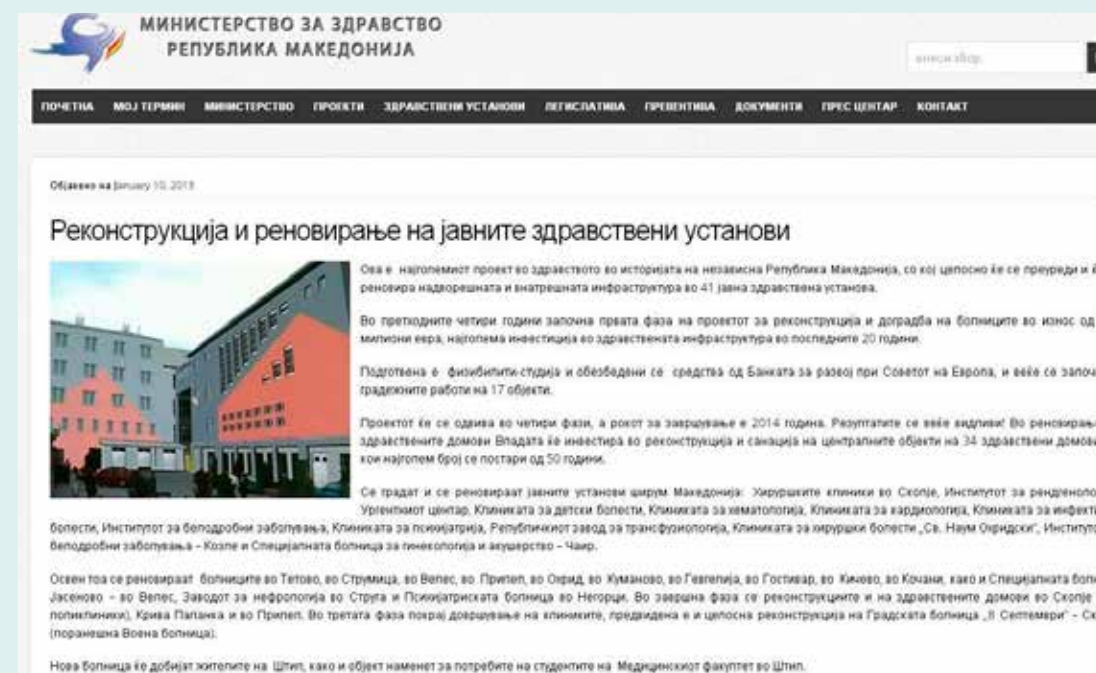 МИНИСТЕРСТВО ЗА ЗДРАВСТВО
РЕПУБЛИКА МАКЕДОНИЈА
ПОЧЕТНА МОЈ ТЕРМИН МИНИСТЕРСТВО ПРОЕКТИ ЗДРАВСТВЕНИ УСТАНОВИ ЛЕГИСЛАТИВА ПРЕВЕНТИВА ДОКУМЕНТИ ПРЕС ЦЕНТАР КОНТАКТ
Објавено на January 10, 2013
Реконструкција и реновирање на јавните здравствени установи
Ова е најголемиот проект во здравството во историјата на независна Република Македонија, со кој целосно ќе се преуреди и
реновира надворешната и внатрешната инфраструктура во 41 јавна здравствена установа.
Во претходните четири години започна првата фаза на проектот за реконструкција и доградба на болниците во износ од
милиони евра, најголема инвестиција во здравствената инфраструктура во последните 20 години.
Подготвена е физибилити-студија и обезбедени се средства од Банката за развој при Советот на Европа, и веќе се
градежните работи на 17 објекти.
Проектот ќе се одвива во четири фази, а рокот за завршување е 2014 година. Резултатите се веќе видливи! Во
здравствените домови Владата ќе инвестира во реконструкција и санација на централните објекти на 34 здравствени
кои најголем број се постари од 50 години.
Се градат и се реновираат јавните установи ширум Македонија: Хируршките клиники во Скопје, Институтот за
Ургентниот центар, Клиниката за детски болести, Клиниката за хематологија, Клиниката за кардиологија, Клиниката за
болести, Институтот за белодробни заболувања, Клиниката за психијатрија, Републичкиот завод за трансфузиологија, Клиниката за хируршки болести „Св. Наум Охридски“,
белодробни заболувања – Козле и Специјалната болница за гинекологија и акушерство – Чаир.
Освен тоа се реновираат болниците во Тетово, во Струмица, во Велес, во Прилеп, во Охрид, во Куманово, во Гевгелија, во Гостивар, во Кичево, во Кочани, како и Специјалната
Јасеново – во Велес, Заводот за нефрологија во Струга и Психијатриската болница во Негорци. Во завршна фаза се реконструкциите и на здравствените домови во Скопје
поликлиники), Крива Паланка и во Прилеп. Во третата фаза покрај довршување на клиниките, предвидена е и целосна реконструкција на Градската болница „8 Септември“ –
(поранешна Воена болница).
Нова болница ќе добијат жителите на Штип, како и објект наменет за потребите на студентите на Медицинскиот факултет во Штип.